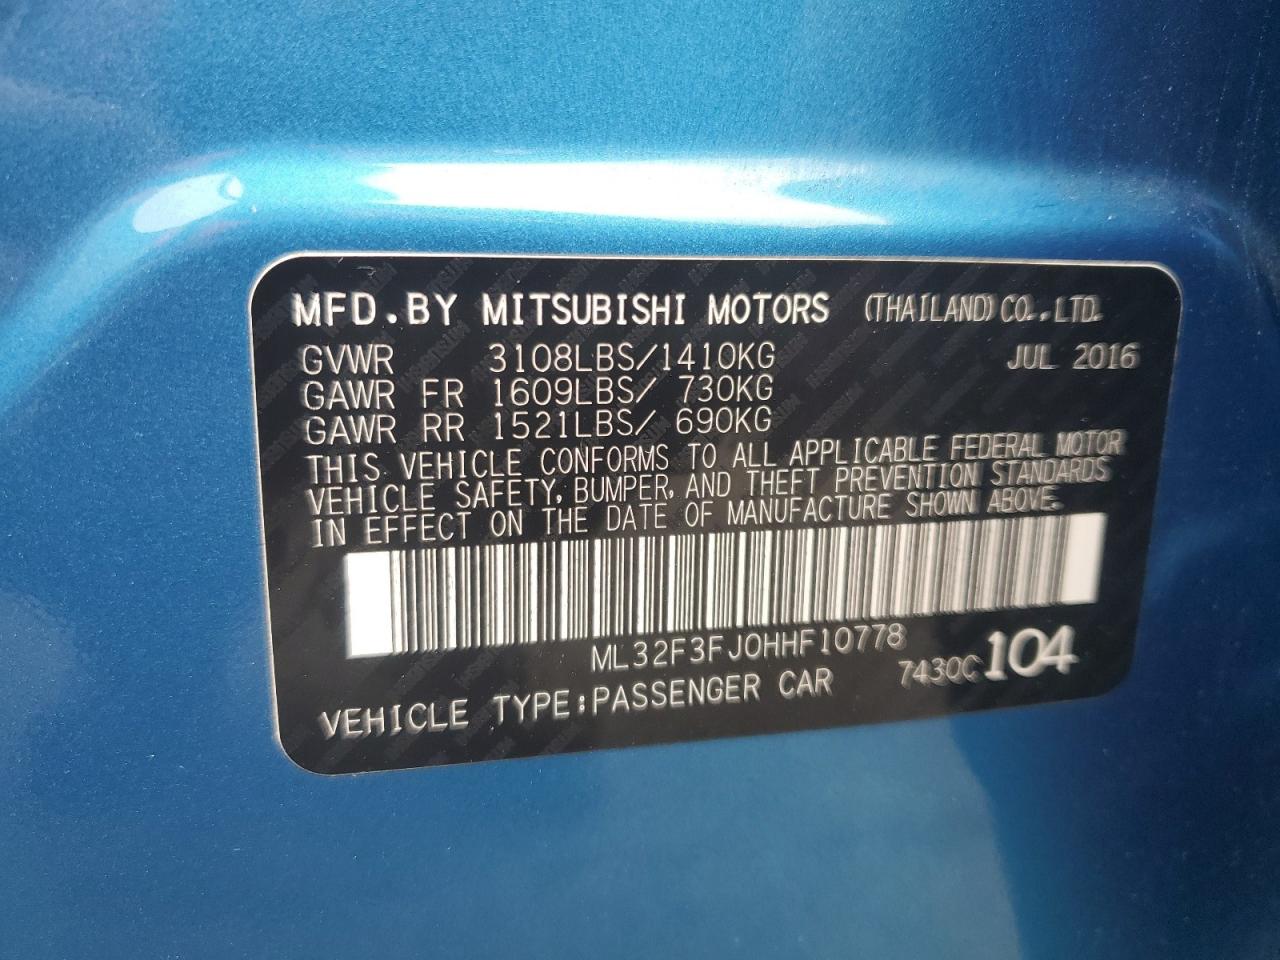 MFD.BY MITSUBISHI MOTORS (THAILAND) CO.,LTD.
GVWR 3108LBS/1410KG JUL 2016
GAWR FR 1609LBS/ 730KG
GAWR RR 1521LBS/ 690KG
THIS VEHICLE CONFORMS TO ALL APPLICABLE FEDERAL MOTOR
VEHICLE SAFETY, BUMPER, AND THEFT PREVENTION STANDARDS
IN EFFECT ON THE DATE OF MANUFACTURE SHOWN ABOVE.
ML32F3FJ0HHF10778
7430C104
VEHICLE TYPE:PASSENGER CAR